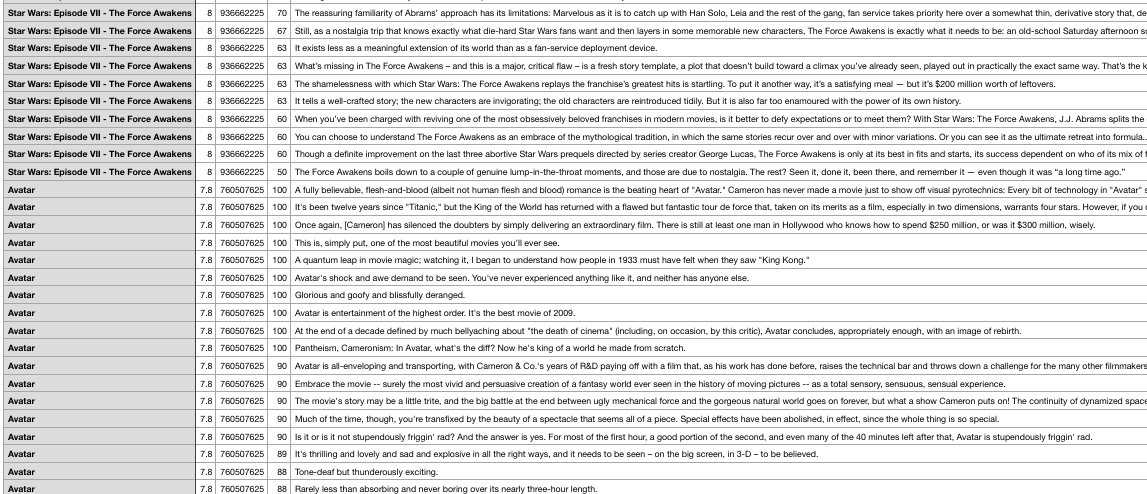 Star Wars: Episode VII - The Force Awakens 8 936662225 70 The reassuring familiarity of Abrams' approach has its limitations: Marvelous as it is to catch up with Han Solo, Leia and the rest of the gang, fan service takes priority here over a somewhat thin, derivative story that, de
Star Wars: Episode VII - The Force Awakens 8 936662225 67 Still, as a nostalgia trip that knows exactly what die-hard Star Wars fans want and then layers in some memorable new characters, The Force Awakens is exactly what it needs to be: an old-school Saturday afternoon sc
Star Wars: Episode VII - The Force Awakens 8 936662225 63 It exists less as a meaningful extension of its world than as a fan-service deployment device.
Star Wars: Episode VII - The Force Awakens 8 936662225 63 What's missing in The Force Awakens – and this is a major, critical flaw – is a fresh story template, a plot that doesn't build toward a climax you've already seen, played out in practically the exact same way. That's the k
Star Wars: Episode VII - The Force Awakens 8 936662225 63 The shamelessness with which Star Wars: The Force Awakens replays the franchise's greatest hits is startling. To put it another way, it's a satisfying meal — but it's $200 million worth of leftovers.
Star Wars: Episode VII - The Force Awakens 8 936662225 63 It tells a well-crafted story; the new characters are invigorating; the old characters are reintroduced tidily. But it is also far too enamoured with the power of its own history.
Star Wars: Episode VII - The Force Awakens 8 936662225 60 When you've been charged with reviving one of the most obsessively beloved franchises in modern movies, is it better to defy expectations or to meet them? With Star Wars: The Force Awakens, J.J. Abrams splits the
Star Wars: Episode VII - The Force Awakens 8 936662225 60 You can choose to understand The Force Awakens as an embrace of the mythological tradition, in which the same stories recur over and over with minor variations. Or you can see it as the ultimate retreat into formula..
Star Wars: Episode VII - The Force Awakens 8 936662225 60 Though a definite improvement on the last three abortive Star Wars prequels directed by series creator George Lucas, The Force Awakens is only at its best in fits and starts, its success dependent on who of its mix of f
Star Wars: Episode VII - The Force Awakens 8 936662225 50 The Force Awakens boils down to a couple of genuine lump-in-the-throat moments, and those are due to nostalgia. The rest? Seen it, done it, been there, and remember it — even though it was "a long time ago."
Avatar 7.8 760507625 100 A fully believable, flesh-and-blood (albeit not human flesh and blood) romance is the beating heart of "Avatar." Cameron has never made a movie just to show off visual pyrotechnics: Every bit of technology in "Avatar" s
Avatar 7.8 760507625 100 It's been twelve years since "Titanic," but the King of the World has returned with a flawed but fantastic tour de force that, taken on its merits as a film, especially in two dimensions, warrants four stars. However, if you c
Avatar 7.8 760507625 100 Once again, [Cameron] has silenced the doubters by simply delivering an extraordinary film. There is still at least one man in Hollywood who knows how to spend $250 million, or was it $300 million, wisely.
Avatar 7.8 760507625 100 This is, simply put, one of the most beautiful movies you'll ever see.
Avatar 7.8 760507625 100 A quantum leap in movie magic; watching it, I began to understand how people in 1933 must have felt when they saw "King Kong."
Avatar 7.8 760507625 100 Avatar's shock and awe demand to be seen. You've never experienced anything like it, and neither has anyone else.
Avatar 7.8 760507625 100 Glorious and goofy and blissfully deranged.
Avatar 7.8 760507625 100 Avatar is entertainment of the highest order. It's the best movie of 2009.
Avatar 7.8 760507625 100 At the end of a decade defined by much bellyaching about "the death of cinema" (including, on occasion, by this critic), Avatar concludes, appropriately enough, with an image of rebirth.
Avatar 7.8 760507625 100 Pantheism, Cameronism: In Avatar, what's the diff? Now he's king of a world he made from scratch.
Avatar 7.8 760507625 90 Avatar is all-enveloping and transporting, with Cameron & Co.'s years of R&D paying off with a film that, as his work has done before, raises the technical bar and throws down a challenge for the many other filmmakers
Avatar 7.8 760507625 90 Embrace the movie -- surely the most vivid and persuasive creation of a fantasy world ever seen in the history of moving pictures -- as a total sensory, sensuous, sensual experience.
Avatar 7.8 760507625 90 The movie's story may be a little trite, and the big battle at the end between ugly mechanical force and the gorgeous natural world goes on forever, but what a show Cameron puts on! The continuity of dynamized space
Avatar 7.8 760507625 90 Much of the time, though, you're transfixed by the beauty of a spectacle that seems all of a piece. Special effects have been abolished, in effect, since the whole thing is so special.
Avatar 7.8 760507625 90 Is it or is it not stupendously friggin' rad? And the answer is yes. For most of the first hour, a good portion of the second, and even many of the 40 minutes left after that, Avatar is stupendously friggin' rad.
Avatar 7.8 760507625 89 It's thrilling and lovely and sad and explosive in all the right ways, and it needs to be seen – on the big screen, in 3-D – to be believed.
Avatar 7.8 760507625 88 Tone-deaf but thunderously exciting.
Avatar 7.8 760507625 88 Rarely less than absorbing and never boring over its nearly three-hour length.